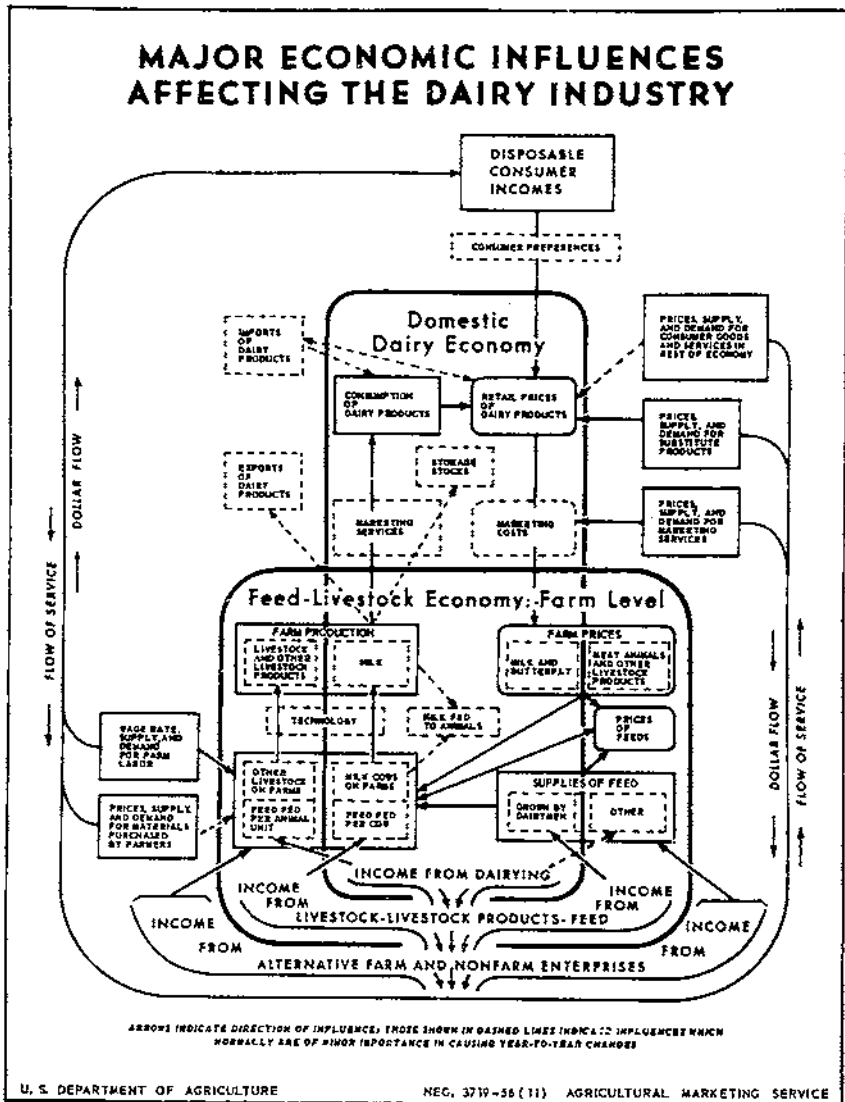 MAJOR ECONOMIC INFLUENCES
AFFECTING THE DAIRY INDUSTRY
DISPOSABLE
CONSUMER
INCOMES
CONSUMER PREFERENCES
Domestic
Dairy Economy
IMPORTS
OF
DAIRY
PRODUCTS
PRICES, SUPPLY,
AND DEMAND FOR
CONSUMER GOODS
AND SERVICES IN
REST OF ECONOMY
CONSUMPTION
OF
DAIRY PRODUCTS
RETAIL PRICES
OF
DAIRY PRODUCTS
PRICES,
SUPPLY, AND
DEMAND FOR
SUBSTITUTE
PRODUCTS
EXPORTS
OF
DAIRY
PRODUCTS
STORAGE
STOCKS
MARKETING
SERVICES
MARKETING
COSTS
PRICES,
SUPPLY, AND
DEMAND FOR
MARKETING
SERVICES
DOLLAR FLOW
FLOW OF SERVICE
Feed-Livestock Economy: Farm Level
FARM PRODUCTION
LIVESTOCK
AND OTHER
LIVESTOCK
PRODUCTS
MILK
FARM PRICES
MILK AND
BUTTERFLY
MEAT ANIMALS
AND OTHER
LIVESTOCK
PRODUCTS
TECHNOLOGY
MILK FED
TO ANIMALS
PRICES
OF
FEEDS
WAGE RATE,
SUPPLY, AND
DEMAND
FOR FARM
LABOR
OTHER
LIVESTOCK
ON FARMS
MILK COWS
ON FARMS
FEED FED
PER ANIMAL
UNIT
FEED FED
PER COW
SUPPLIES OF FEED
GROWN BY
DAIRYMEN
OTHER
PRICES, SUPPLY,
AND DEMAND
FOR MATERIALS
PURCHASED
BY FARMERS
DOLLAR FLOW
FLOW OF SERVICE
INCOME FROM DAIRYING
INCOME
FROM
INCOME
FROM
LIVESTOCK-LIVESTOCK PRODUCTS-FEED
INCOME
FROM
INCOME
FROM
ALTERNATIVE FARM AND NONFARM ENTERPRISES
ARROWS INDICATE DIRECTION OF INFLUENCE; THOSE SHOWN IN DASHED LINES INDICATE INFLUENCES WHICH
NORMALLY ARE OF MINOR IMPORTANCE IN CAUSING YEAR-TO-YEAR CHANGES
U. S. DEPARTMENT OF AGRICULTURE
NEG. 3719-56 (11) AGRICULTURAL MARKETING SERVICE